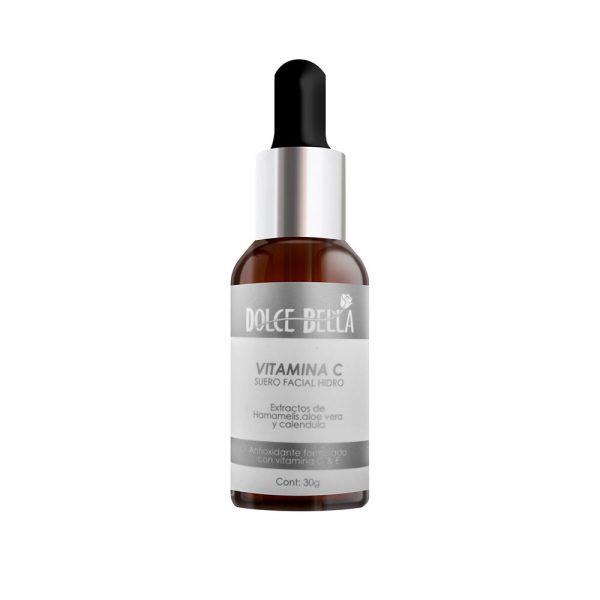 DOLCE BELLA
VITAMINA C
SUERO FACIAL HIDRO
Extractos de
Hamamelis,aloe vera
y calendula
Antioxidante formulado
con vitamina C & E
Cont: 30g